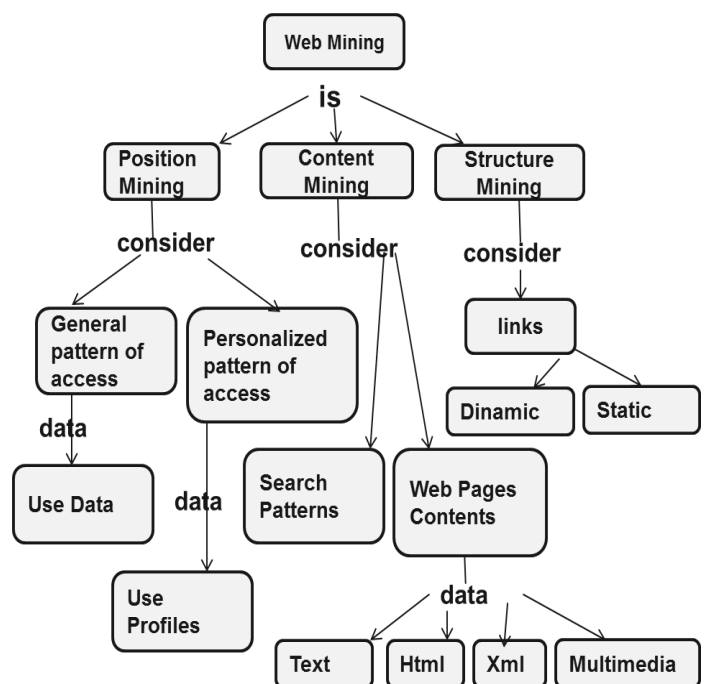 Web Mining
is
Position
Mining
Content
Mining
Structure
Mining
consider
consider
consider
General
pattern of
access
Personalized
pattern of
access
links
Dinamic
Static
data
Use Data
data
Search
Patterns
Web Pages
Contents
Use
Profiles
data
Text
Html
Xml
Multimedia